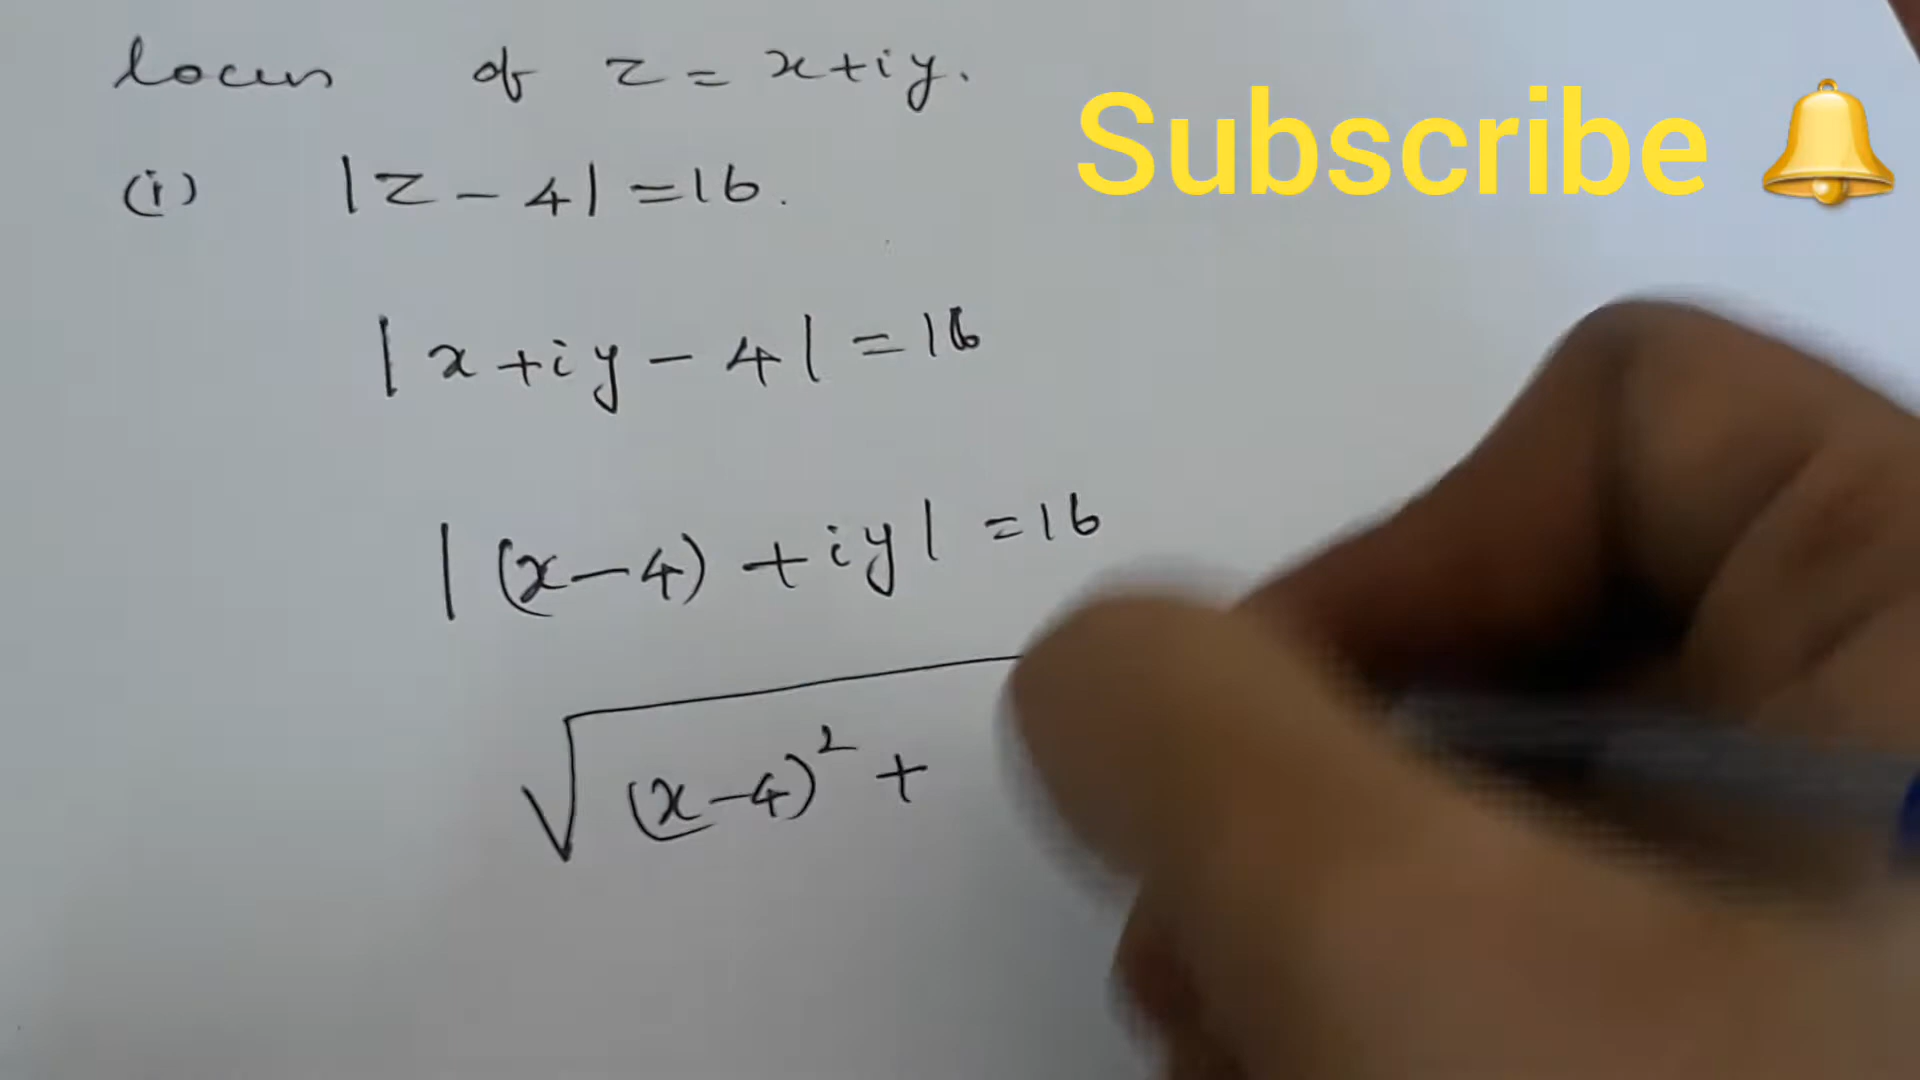 locus of z = x+iy.
Subscribe 🔔
(i) |z - 4| = 16.
|x+iy - 4| = 16
|(x-4) + iy| = 16
√(x-4)² +